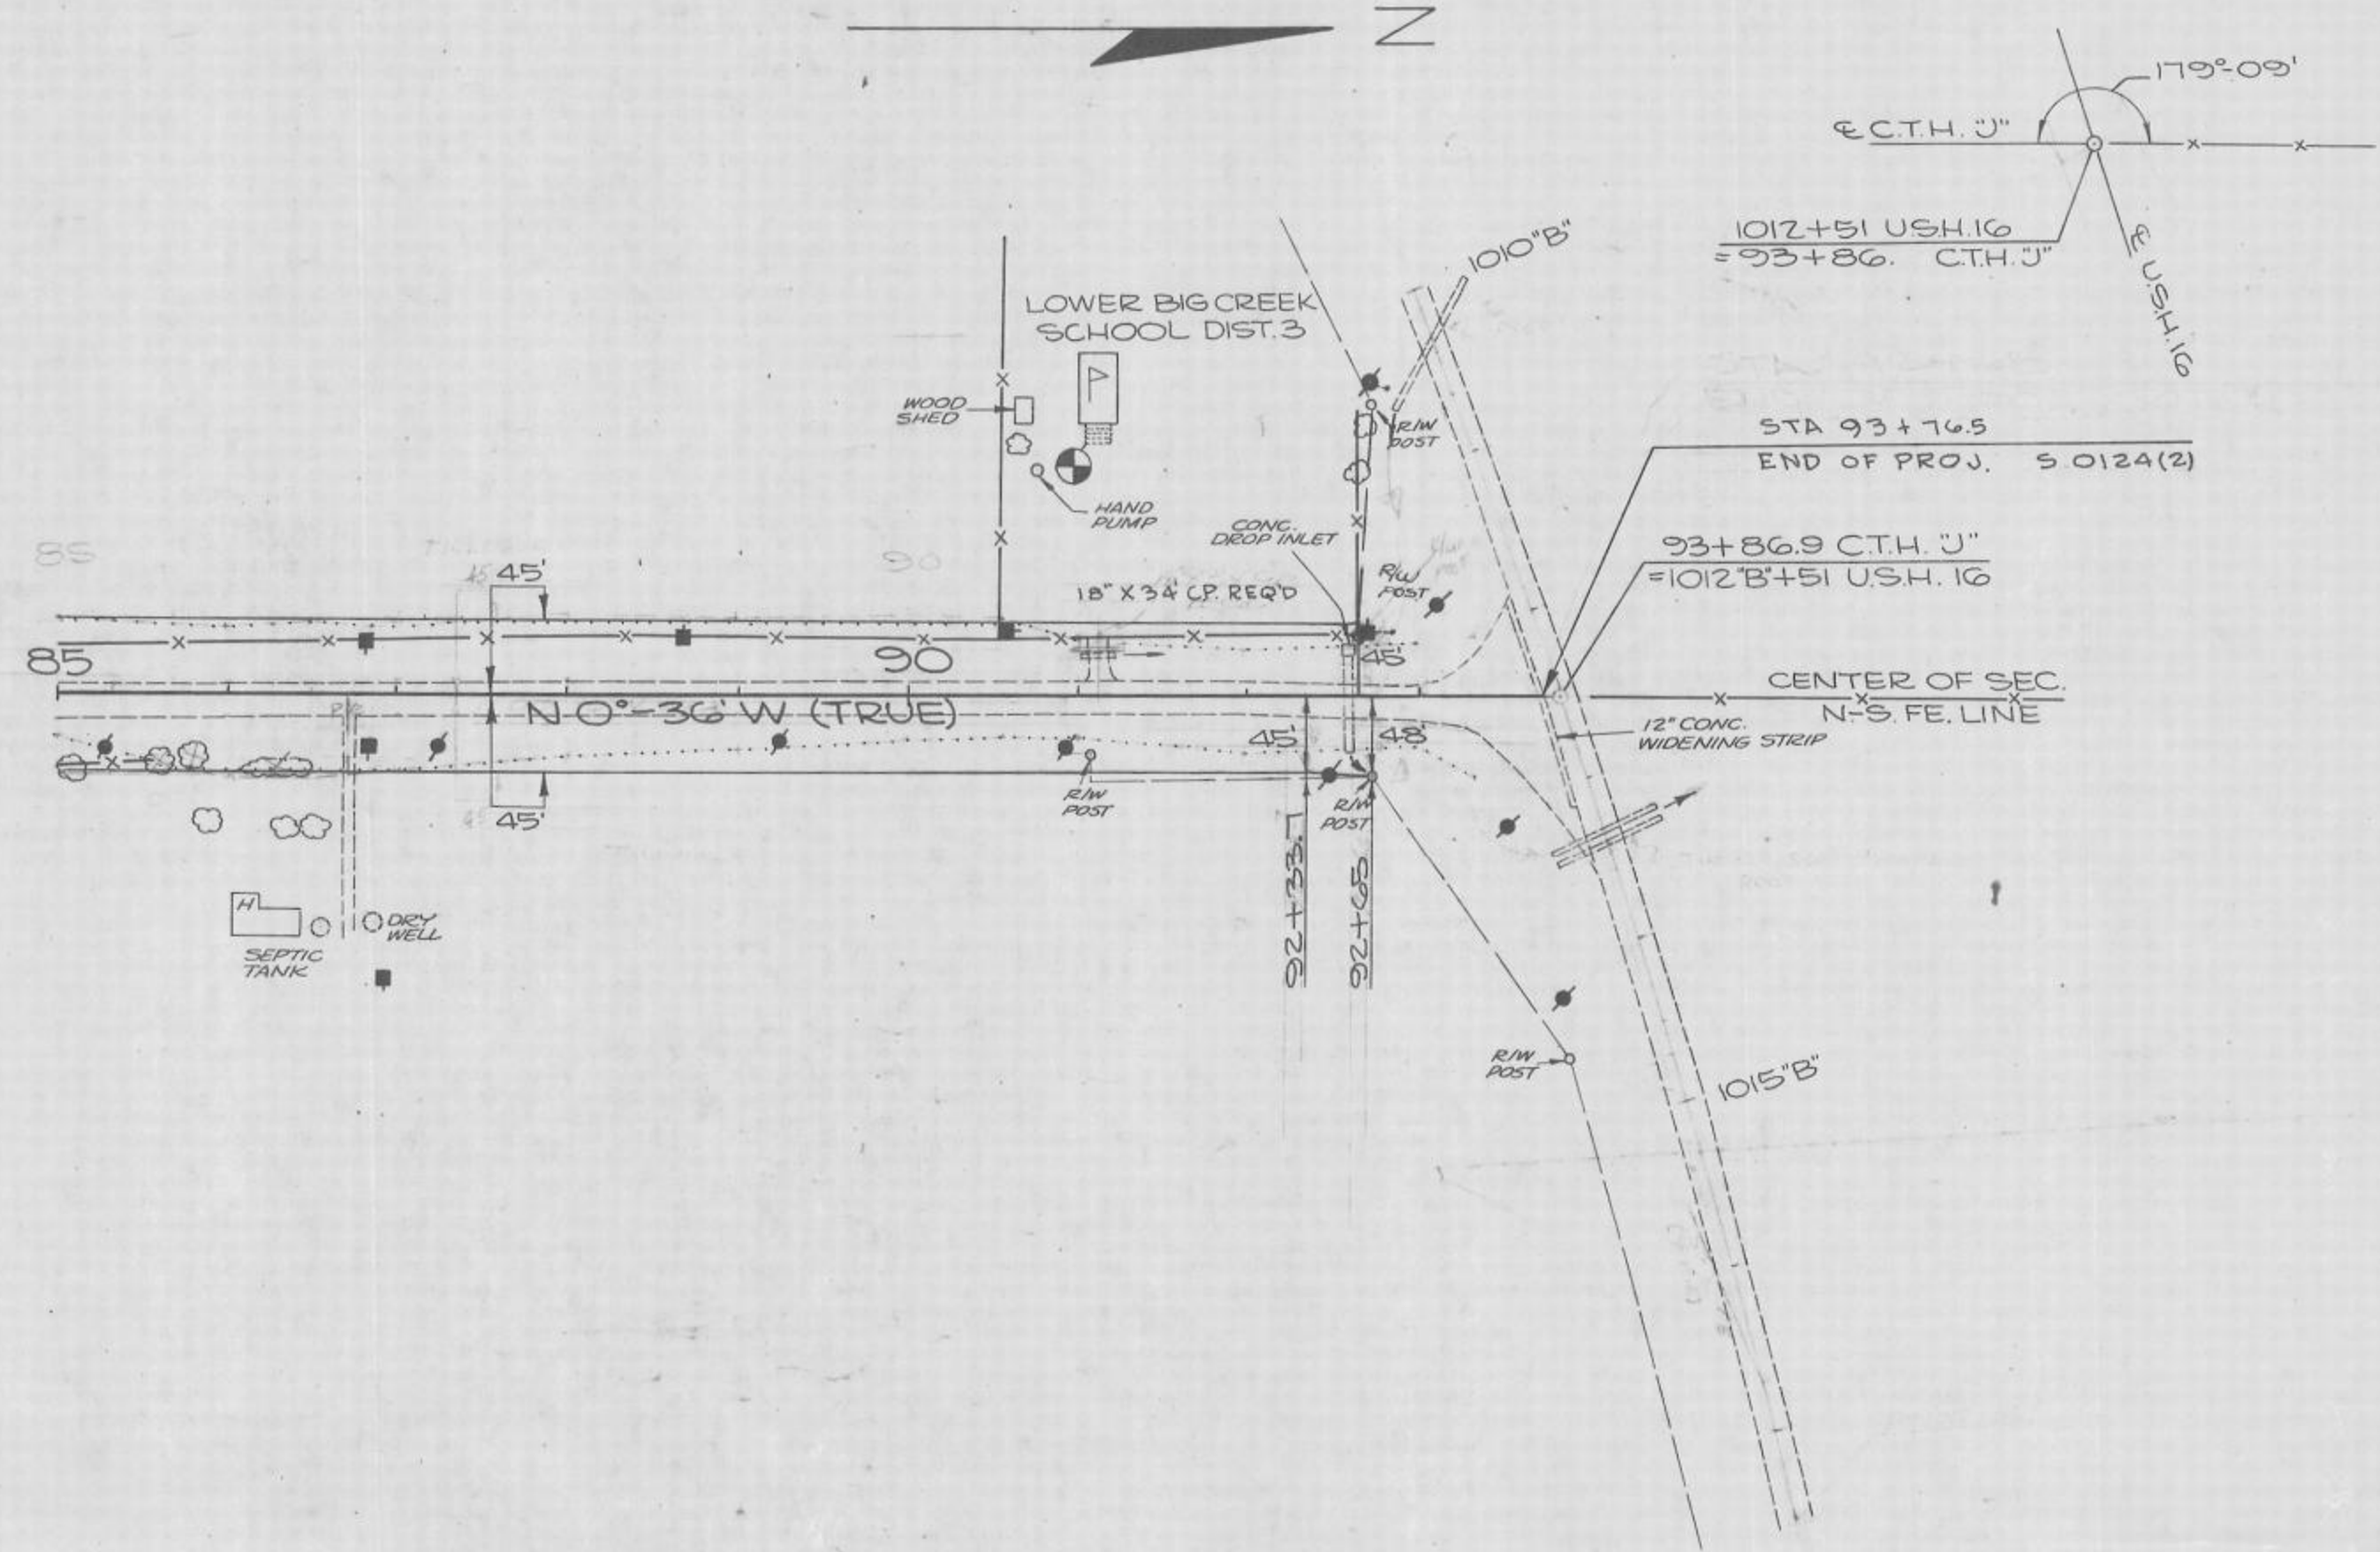 N
179°-09'
℄ C.T.H. "J"
1012+51 U.S.H.16
=93+86. C.T.H."J"
℄ U.S.H.16
1010"B"
LOWER BIG CREEK
SCHOOL DIST. 3
WOOD
SHED
R/W
POST
HAND
PUMP
CONC.
DROP INLET
STA 93+76.5
END OF PROJ. S 0124(2)
93+86.9 C.T.H. "J"
=1012"B"+51 U.S.H. 16
85
90
45
45'
18" X 34' C.P. REQ'D
R/W
POST
85
90
45'
CENTER OF SEC.
N-S. FE. LINE
N-0°-36' W (TRUE)
12" CONC.
WIDENING STRIP
45'
48'
45'
R/W
POST
R/W
POST
92+33.7
92+65
H
DRY
WELL
SEPTIC
TANK
R/W
POST
1015"B"